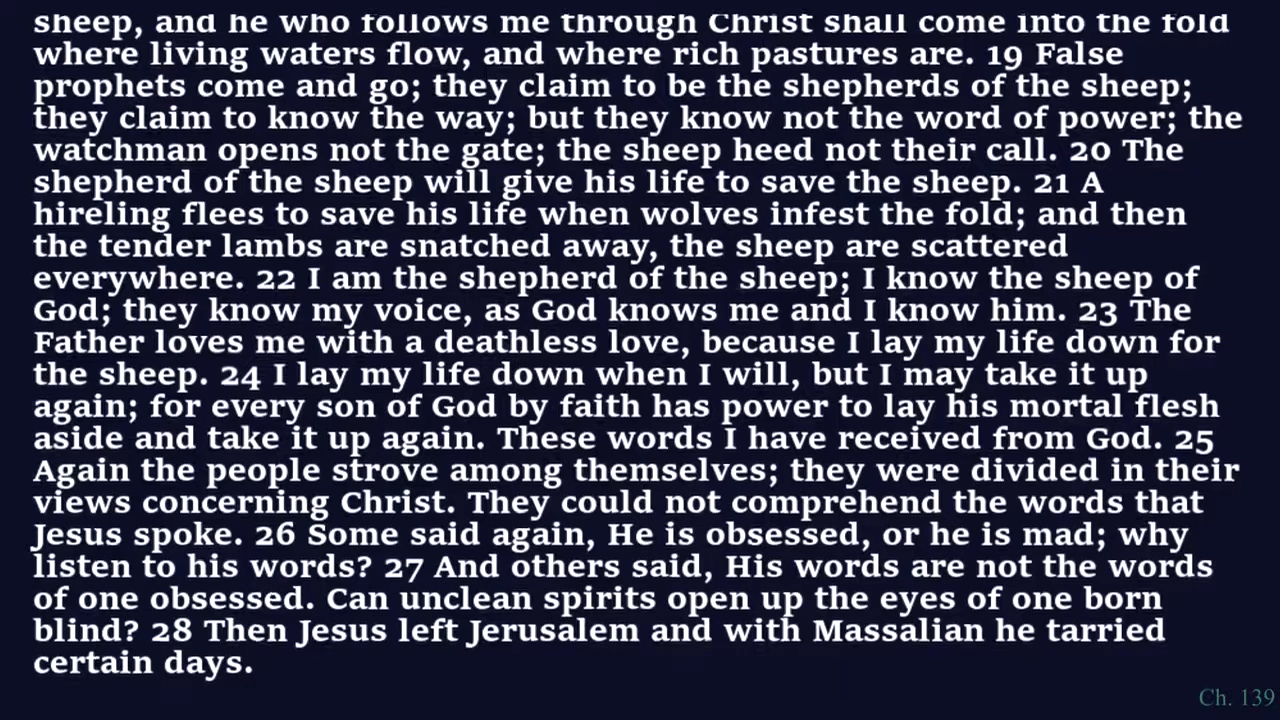 sheep, and he who follows me through Christ shall come into the fold
where living waters flow, and where rich pastures are. 19 False
prophets come and go; they claim to be the shepherds of the sheep;
they claim to know the way; but they know not the word of power; the
watchman opens not the gate; the sheep heed not their call. 20 The
shepherd of the sheep will give his life to save the sheep. 21 A
hireling flees to save his life when wolves infest the fold; and then
the tender lambs are snatched away, the sheep are scattered
everywhere. 22 I am the shepherd of the sheep; I know the sheep of
God; they know my voice, as God knows me and I know him. 23 The
Father loves me with a deathless love, because I lay my life down for
the sheep. 24 I lay my life down when I will, but I may take it up
again; for every son of God by faith has power to lay his mortal flesh
aside and take it up again. These words I have received from God. 25
Again the people strove among themselves; they were divided in their
views concerning Christ. They could not comprehend the words that
Jesus spoke. 26 Some said again, He is obsessed, or he is mad; why
listen to his words? 27 And others said, His words are not the words
of one obsessed. Can unclean spirits open up the eyes of one born
blind? 28 Then Jesus left Jerusalem and with Massalian he tarried
certain days.
Ch. 139